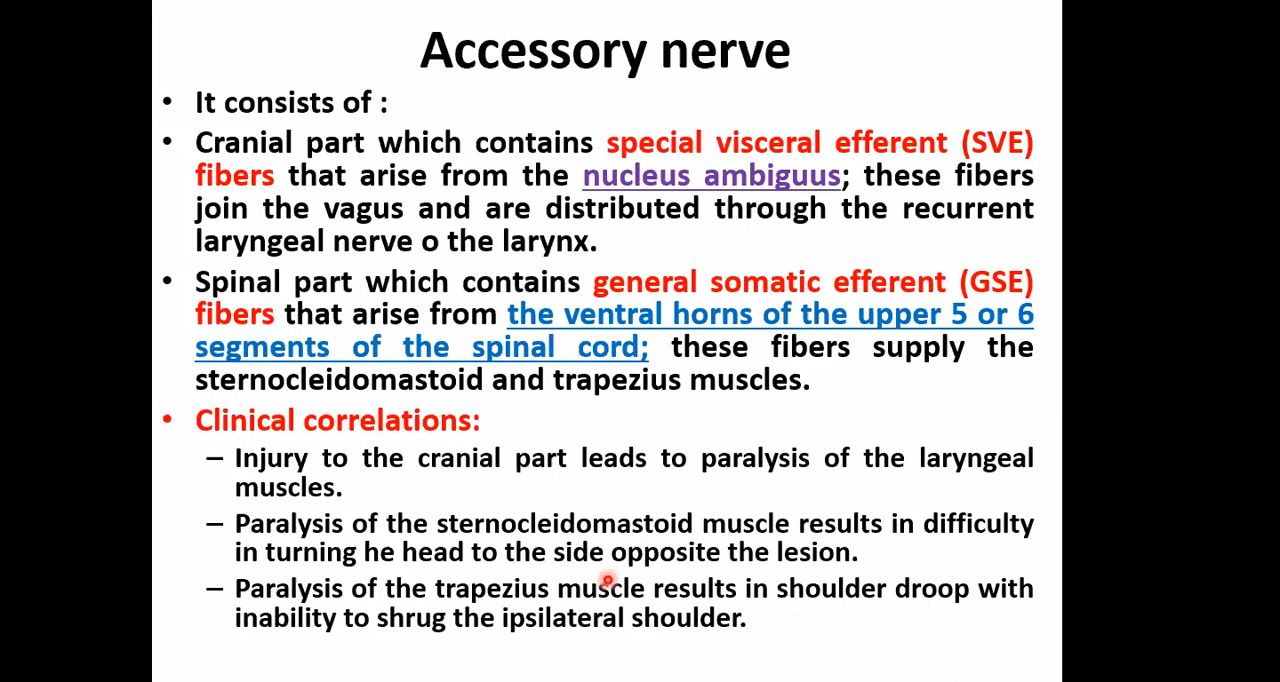 Accessory nerve
• It consists of :
• Cranial part which contains special visceral efferent (SVE)
fibers that arise from the nucleus ambiguus; these fibers
join the vagus and are distributed through the recurrent
laryngeal nerve o the larynx.
• Spinal part which contains general somatic efferent (GSE)
fibers that arise from the ventral horns of the upper 5 or 6
segments of the spinal cord; these fibers supply the
sternocleidomastoid and trapezius muscles.
• Clinical correlations:
– Injury to the cranial part leads to paralysis of the laryngeal
muscles.
– Paralysis of the sternocleidomastoid muscle results in difficulty
in turning he head to the side opposite the lesion.
– Paralysis of the trapezius muscle results in shoulder droop with
inability to shrug the ipsilateral shoulder.